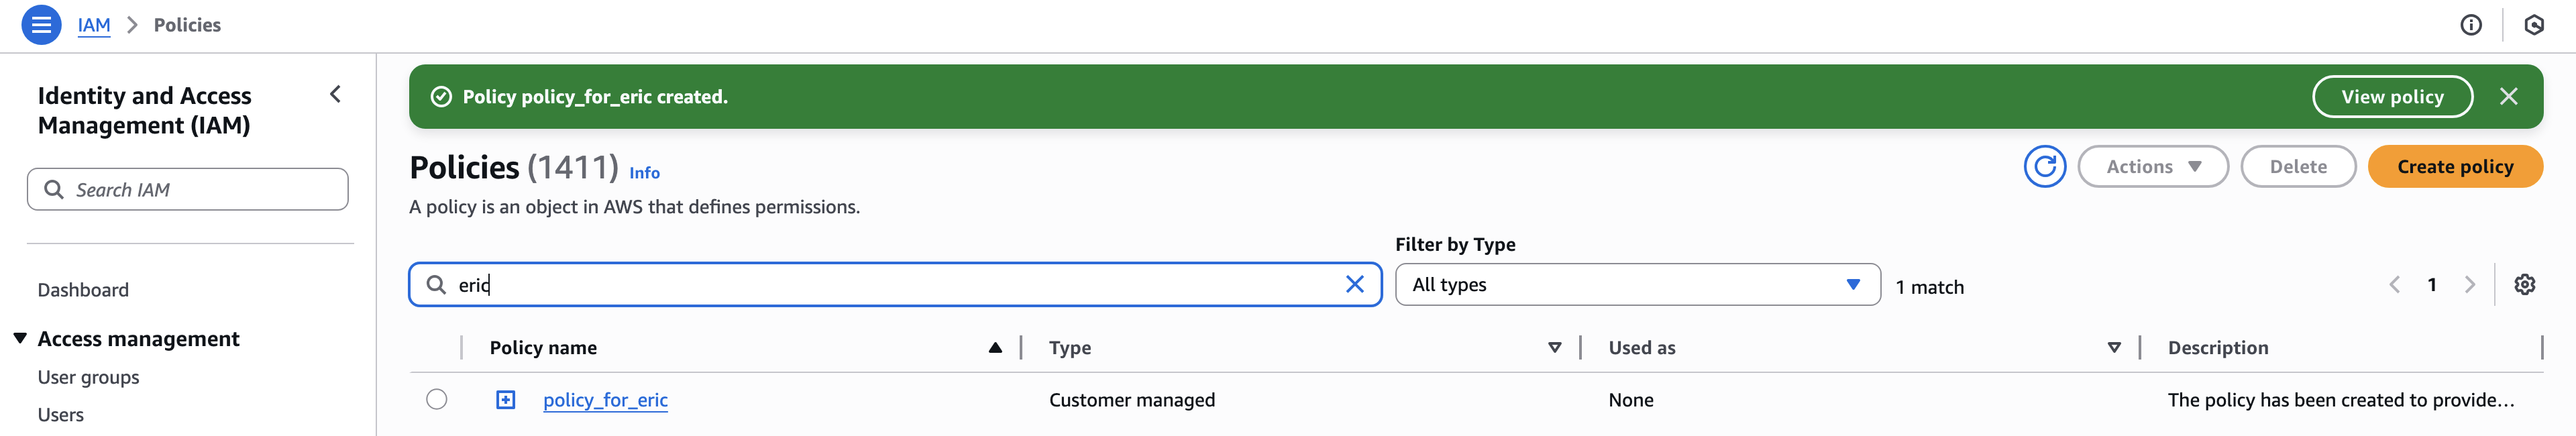 IAM > Policies
Identity and Access
Management (IAM)
Search IAM
Dashboard
Access management
User groups
Users
Policy policy_for_eric created.
View policy
Policies (1411) Info
A policy is an object in AWS that defines permissions.
Actions
Delete
Create policy
Filter by Type
eric
All types
1 match
1
Policy name Type Used as Description
policy_for_eric Customer managed None The policy has been created to provide...